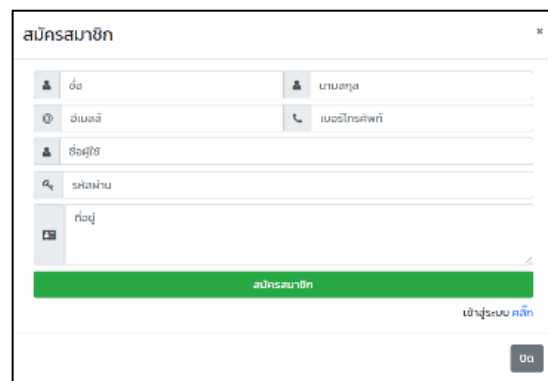 สมัครสมาชิก ×
ชื่อ นามสกุล
@ อีเมลล์ เบอร์โทรศัพท์
ชื่อผู้ใช้
รหัสผ่าน
ที่อยู่
สมัครสมาชิก
เข้าสู่ระบบ คลิ๊ก
ปิด